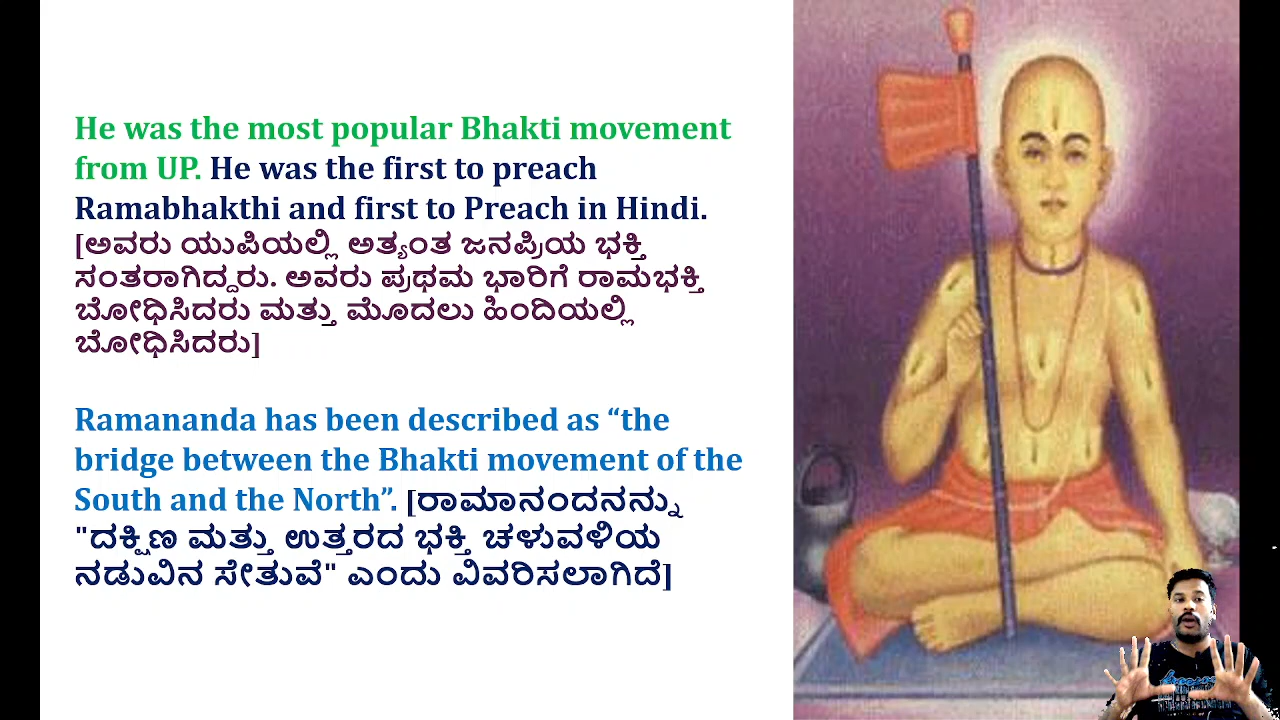 He was the most popular Bhakti movement
from UP. He was the first to preach
Ramabhakthi and first to Preach in Hindi.
[ಅವರು ಯುಪಿಯಲ್ಲಿ ಅತ್ಯಂತ ಜನಪ್ರಿಯ ಭಕ್ತಿ
ಸಂತರಾಗಿದ್ದರು. ಅವರು ಪ್ರಥಮ ಭಾರಿಗೆ ರಾಮಭಕ್ತಿ
ಬೋಧಿಸಿದರು ಮತ್ತು ಮೊದಲು ಹಿಂದಿಯಲ್ಲಿ
ಬೋಧಿಸಿದರು]
Ramananda has been described as “the
bridge between the Bhakti movement of the
South and the North”. [ರಾಮಾನಂದನನ್ನು
"ದಕ್ಷಿಣ ಮತ್ತು ಉತ್ತರದ ಭಕ್ತಿ ಚಳುವಳಿಯ
ನಡುವಿನ ಸೇತುವೆ" ಎಂದು ವಿವರಿಸಲಾಗಿದೆ]